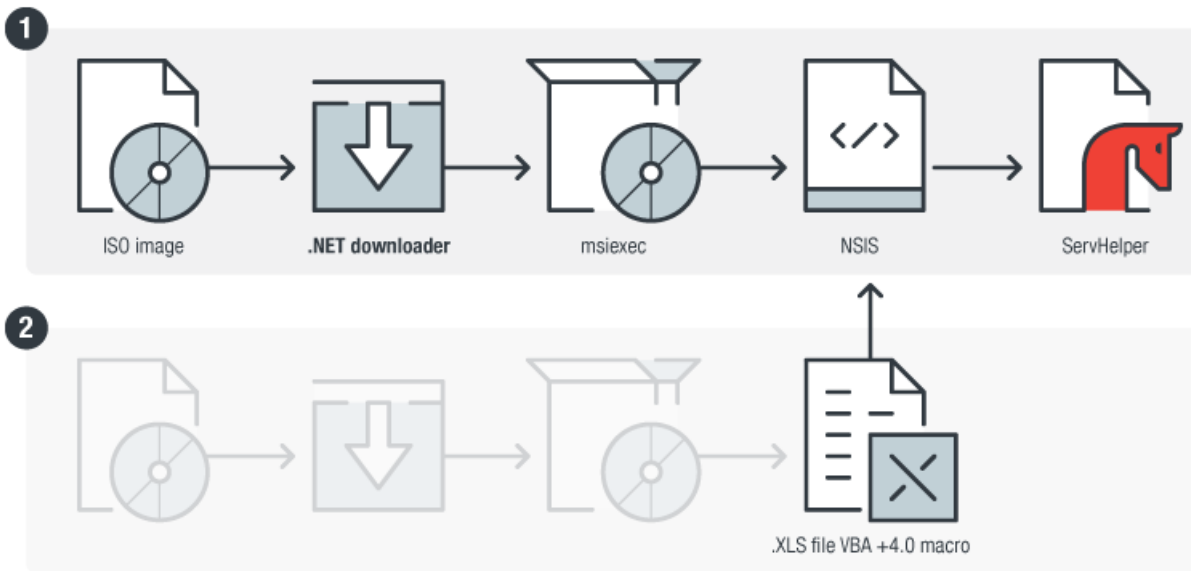 1
ISO image
.NET downloader
msiexec
</>
NSIS
ServHelper
2
.XLS file VBA +4.0 macro